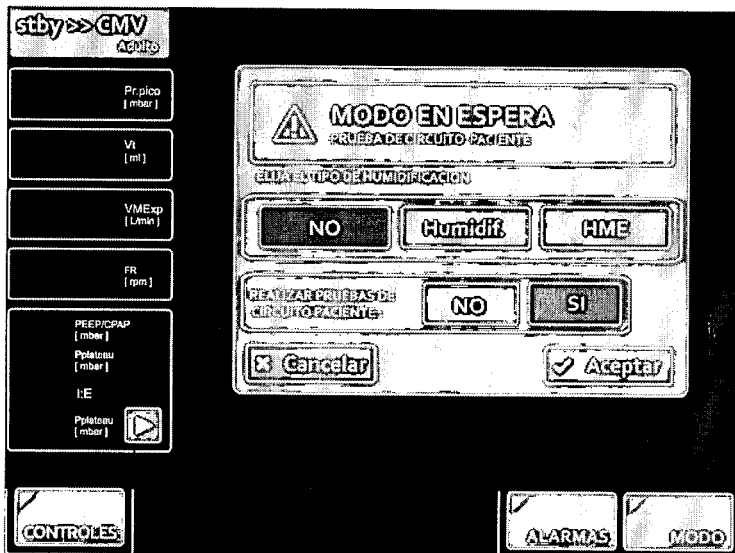 stby >> CMV
Adulto
Pr.pico
[ mbar ]
Vt
[ ml ]
VMExp
[ L/min ]
FR
[ rpm ]
PEEP/CPAP
[ mbar ]
Pplateau
[ mbar ]
I:E
Pplateau
[ mbar ]
MODO EN ESPERA
PRUEBA DE CIRCUITO PACIENTE
ELIJA EL TIPO DE HUMIDIFICACION
NO Humidif. HME
REALIZAR PRUEBAS DE
CIRCUITO PACIENTE:
NO SI
Cancelar Aceptar
CONTROLES ALARMAS MODO